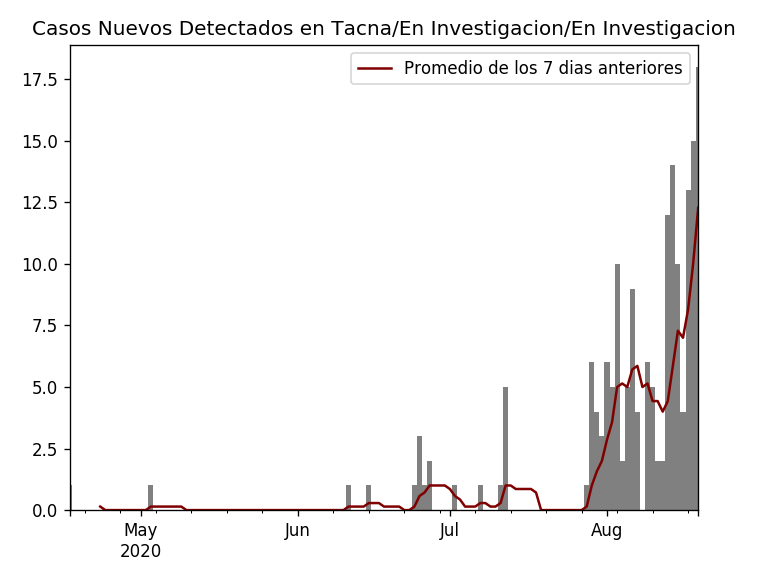 Casos Nuevos Detectados en Tacna/En Investigacion/En Investigacion
Promedio de los 7 dias anteriores
17.5
15.0
12.5
10.0
7.5
5.0
2.5
0.0
May
2020
Jun
Jul
Aug